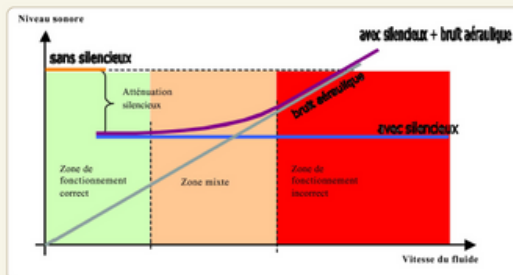 Niveau sonore
avec silencieux + bruit aéraulique
sans silencieux
Atténuation
silencieux
bruit aéraulique
avec silencieux
Zone de
fonctionnement
correct
Zone mixte
Zone de
fonctionnement
incorrect
Vitesse du fluide